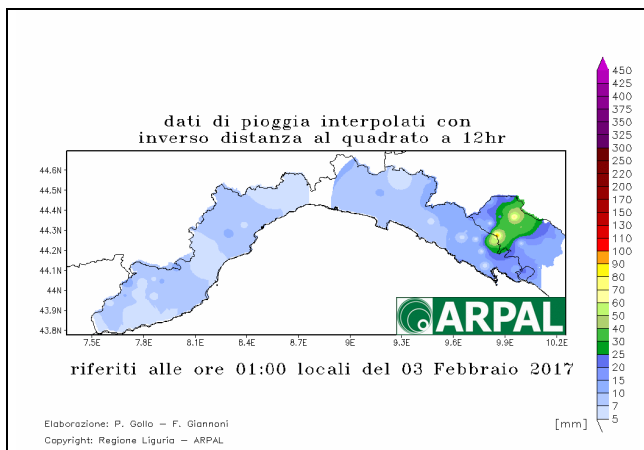 dati di pioggia interpolati con
inverso distanza al quadrato a 12hr
450
425
400
375
350
325
300
250
200
170
150
130
110
100
90
80
70
60
50
40
30
25
20
15
10
7
5
[mm]
44.6N
44.5N
44.4N
44.3N
44.2N
44.1N
44N
43.9N
43.8N
7.5E
7.8E
8.1E
8.4E
8.7E
9E
9.3E
9.6E
9.9E
10.2E
ARPAL
riferiti alle ore 01:00 locali del 03 Febbraio 2017
Elaborazione: P. Gollo – F. Giannoni
Copyright: Regione Liguria – ARPAL